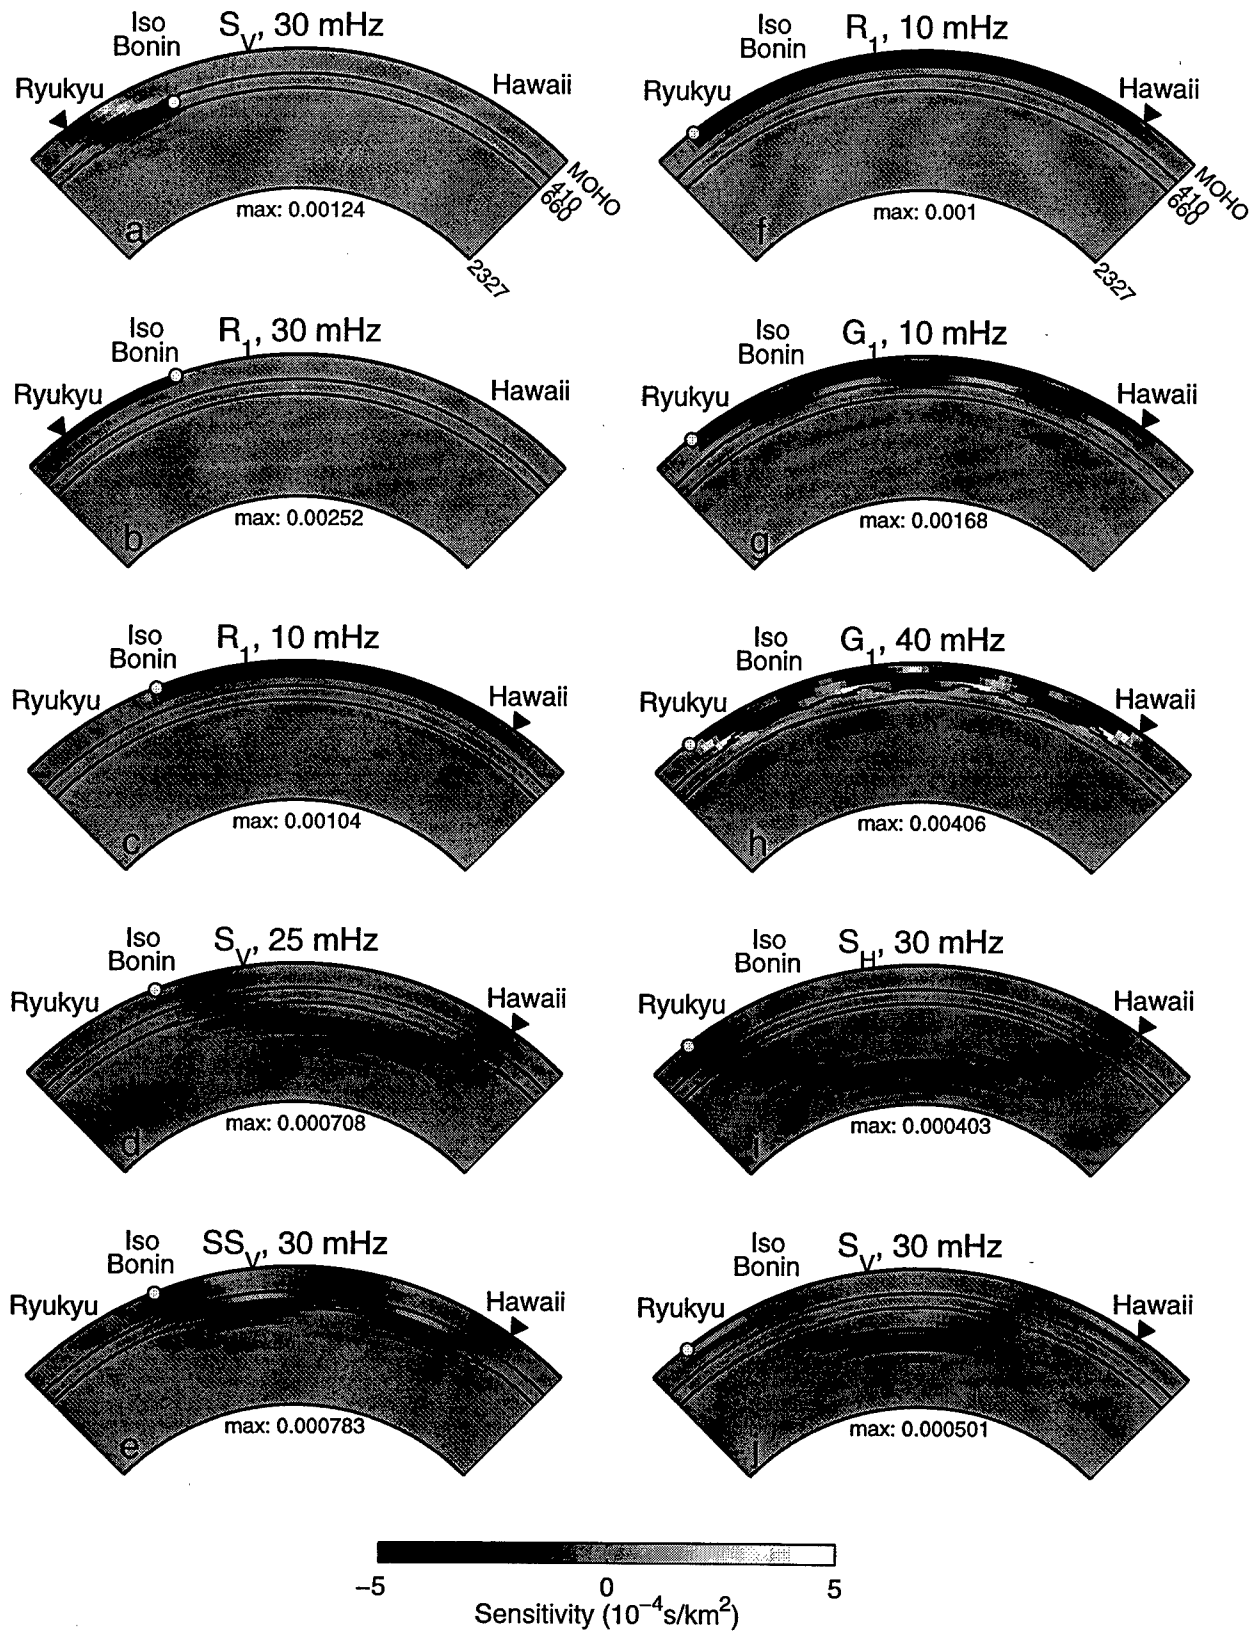 Iso
Bonin
S_V, 30 mHz
Ryukyu
Hawaii
MOHO
410
660
2327
max: 0.00124
a
Iso
Bonin
R_1, 10 mHz
Ryukyu
Hawaii
MOHO
410
660
2327
max: 0.001
f
Iso
Bonin
R_1, 30 mHz
Ryukyu
Hawaii
max: 0.00252
b
Iso
Bonin
G_1, 10 mHz
Ryukyu
Hawaii
max: 0.00168
g
Iso
Bonin
R_1, 10 mHz
Ryukyu
Hawaii
max: 0.00104
c
Iso
Bonin
G_1, 40 mHz
Ryukyu
Hawaii
max: 0.00406
h
Iso
Bonin
S_V, 25 mHz
Ryukyu
Hawaii
max: 0.000708
d
Iso
Bonin
S_H, 30 mHz
Ryukyu
Hawaii
max: 0.000403
Iso
Bonin
SS_V, 30 mHz
Ryukyu
Hawaii
max: 0.000783
e
Iso
Bonin
S_V, 30 mHz
Ryukyu
Hawaii
max: 0.000501
−5 0 5
Sensitivity (10⁻⁴s/km²)